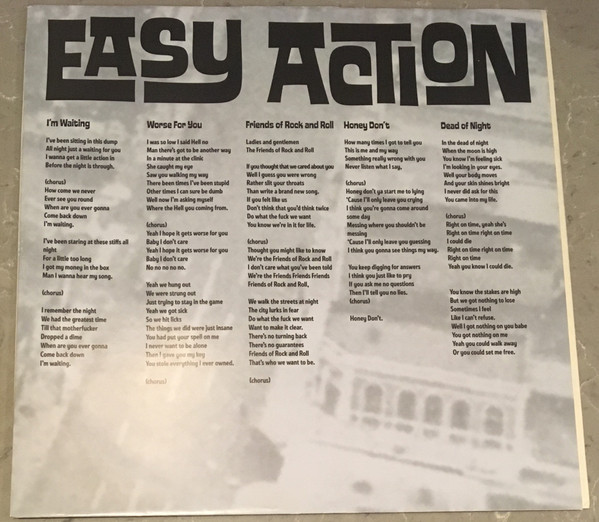 EASY ACTION
I'm Waiting
I've been sitting in this dump
All night just a waiting for you
I wanna get a little action in
Before the night is through.
(chorus)
How come we never
Ever see you round
When are you ever gonna
Come back down
I'm waiting.
I've been staring at these stiffs all
night
For a little too long
I got my money in the box
Man I wanna hear my song.
(chorus)
I remember the night
We had the greatest time
Till that motherfucker
Dropped a dime
When are you ever gonna
Come back down
I'm waiting.
Worse For You
I was so low I said Hell no
Man there's got to be another way
In a minute at the clinic
She caught my eye
Saw you walking my way
There been times I've been stupid
Other times I can sure be dumb
Well now I'm asking myself
Where the Hell you coming from.
(chorus)
Yeah I hope it gets worse for you
Baby I don't care
Yeah I hope it gets worse for you
Baby I don't care
No no no no no.
Yeah we hung out
We were strung out
Just trying to stay in the game
Yeah we got sick
So we hit licks
The things we did were just insane
You had put your spell on me
I never want to be alone
Then I gave you my ring
You stole everything I ever owned.
(chorus)
Friends of Rock and Roll
Ladies and gentlemen
The Friends of Rock and Roll
If you thought that we cared about you
Well I guess you were wrong
Rather slit your throats
Than write a brand new song.
If you felt like us
Don't think that you'd think twice
Do what the fuck we want
You know we're in it for life.
(chorus)
Thought you might like to know
We're the Friends of Rock and Roll
I don't care what you've been told
We're the Friends Friends Friends
Friends of Rock and Roll,
We walk the streets at night
The city lurks in fear
Do what the fuck we want
Want to make it clear.
There's no turning back
There's no guarantees
Friends of Rock and Roll
That's who we want to be.
(chorus)
Honey Don't
How many times I got to tell you
This is me and my way
Something really wrong with you
Never listen what I say,
(chorus)
Honey don't ya start me to lying
'Cause I'll only leave you crying
I think you're gonna come around
some day
Messing where you shouldn't be
messing
'Cause I'll only leave you guessing
I think you gonna see things my way.
You keep digging for answers
I think you just like to pry
If you ask me no questions
Then I'll tell you no lies.
(chorus)
Honey Don't.
Dead of Night
In the dead of night
When the moon is high
You know I'm feeling sick
I'm looking in your eyes.
Well your body moves
And your skin shines bright
I never did ask for this
You came into my life.
(chorus)
Right on time, yeah she's
Right on time right on time
I could die
Right on time right on time
Right on time
Yeah you know I could die.
You know the stakes are high
But we got nothing to lose
Sometimes I feel
Like I can't refuse.
Well I got nothing on you babe
You got nothing on me
Yeah you could walk away
Or you could set me free.